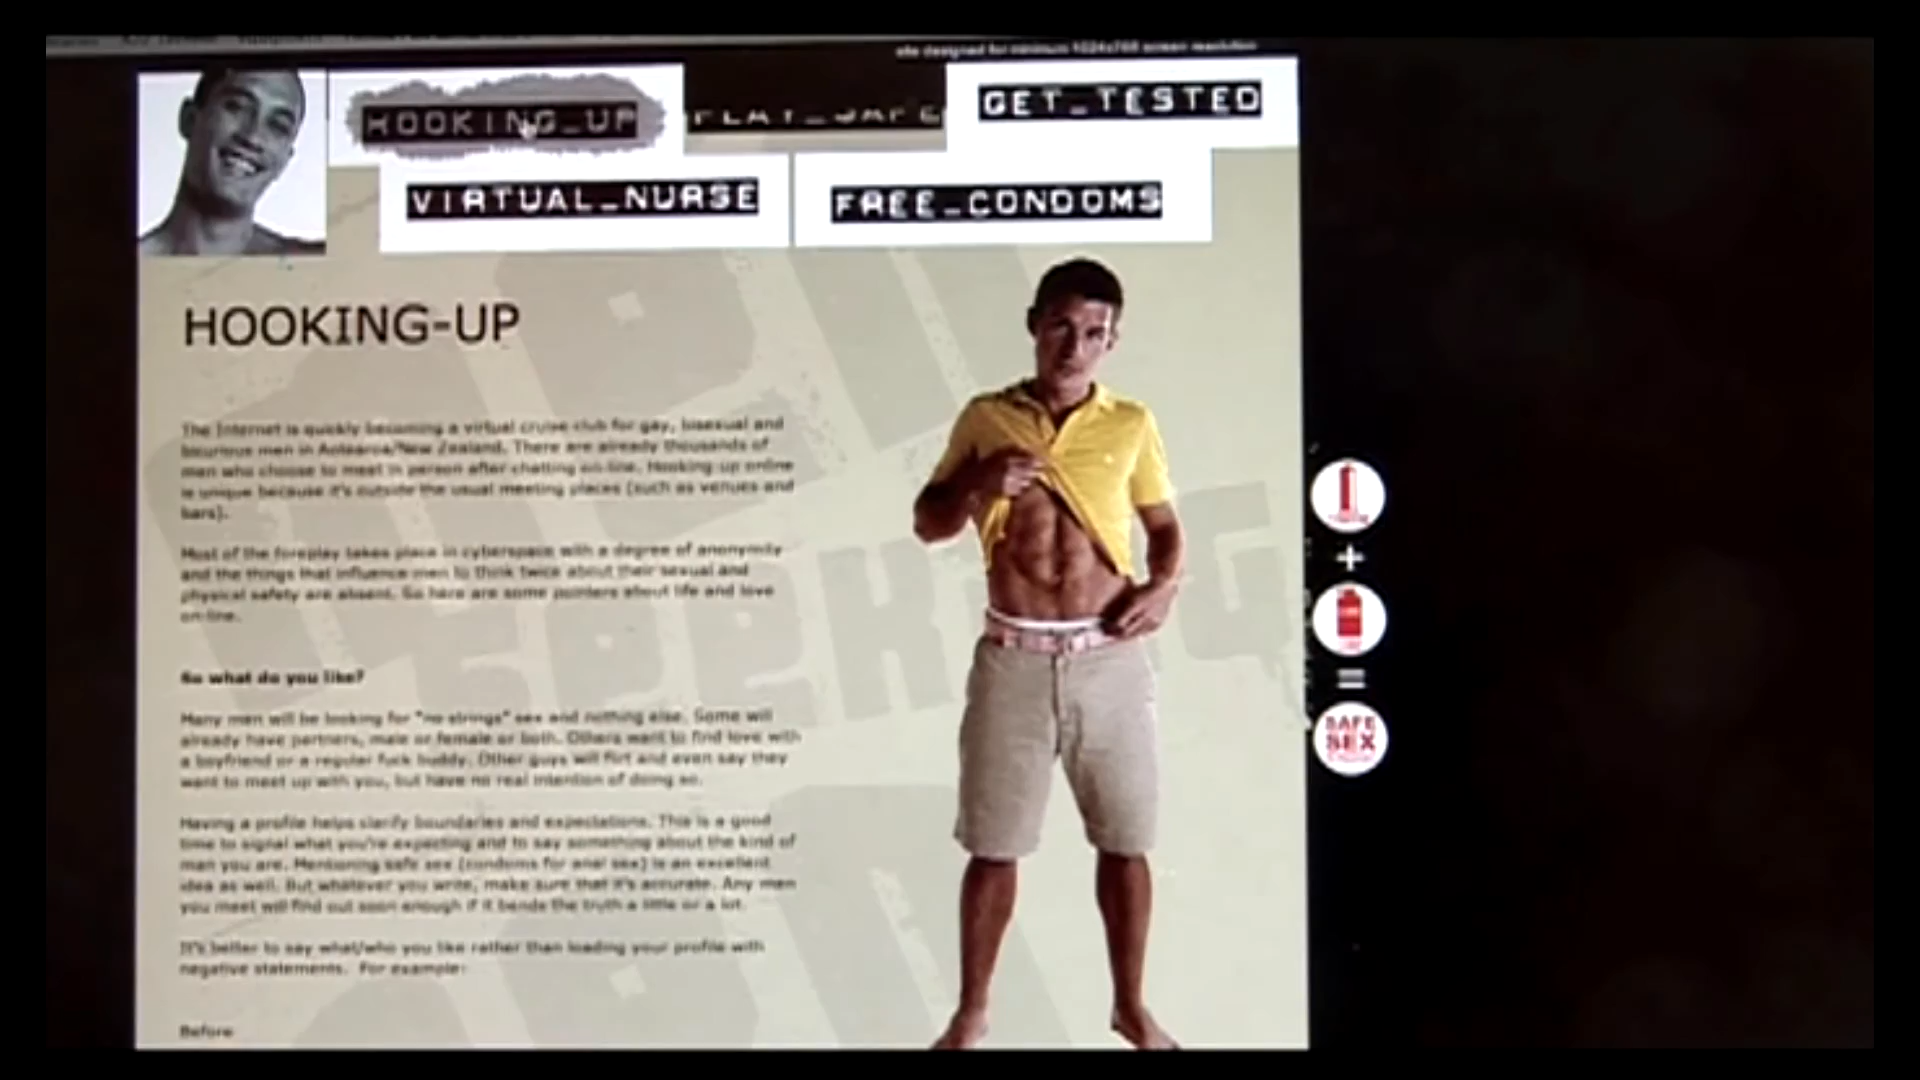 site designed for minimum 1024x768 screen resolution
HOOKING_UP
PLAY_SAFE
GET_TESTED
VIRTUAL_NURSE
FREE_CONDOMS
HOOKING-UP
The Internet is quickly becoming a virtual cruise club for gay, bisexual and
bicurious men in Aotearoa/New Zealand. There are already thousands of
men who choose to meet in person after chatting on-line. Hooking-up online
is unique because it's outside the usual meeting places (such as venues and
bars).
Most of the foreplay takes place in cyberspace with a degree of anonymity
and the things that influence men to think twice about their sexual and
physical safety are absent. So here are some pointers about life and love
on-line.
So what do you like?
Many men will be looking for "no strings" sex and nothing else. Some will
already have partners, male or female or both. Others want to find love with
a boyfriend or a regular fuck buddy. Other guys will flirt and even say they
want to meet up with you, but have no real intention of doing so.
Having a profile helps clarify boundaries and expectations. This is a good
time to signal what you're expecting and to say something about the kind of
man you are. Mentioning safe sex (condoms for anal sex) is an excellent
idea as well. But whatever you write, make sure that it's accurate. Any men
you meet will find out soon enough if it bends the truth a little or a lot.
It's better to say what/who you like rather than loading your profile with
negative statements. For example:
Before
+
=
SAFE
SEX